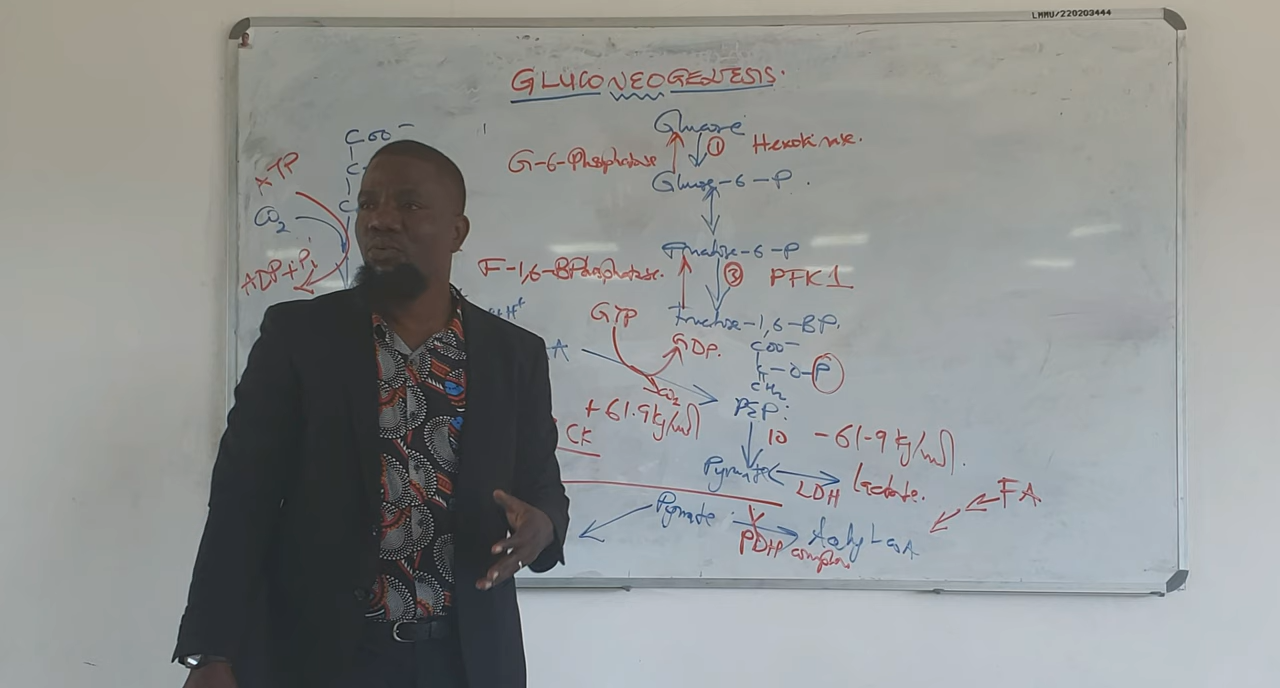 LMMU/220203444
GLUCONEOGENESIS.
COO⁻
C
C
ATP
CO₂
ADP+Pi
Glucose
① Hexokinase.
G-6-Phosphatase
Glucose-6-P.
Fructose-6-P
F-1,6-BPhosphatase.
③ PFK1
GTP
Fructose-1,6-BP.
GDP.
COO⁻
C-O-P
CH₂
CO₂
PEP:
+61.9kJ/mol
CK
10
-61.9kJ/mol.
Pyruvate
LDH
lactate.
FA
Pyruvate
PDH complex
Acetyl CoA
H⁺
A